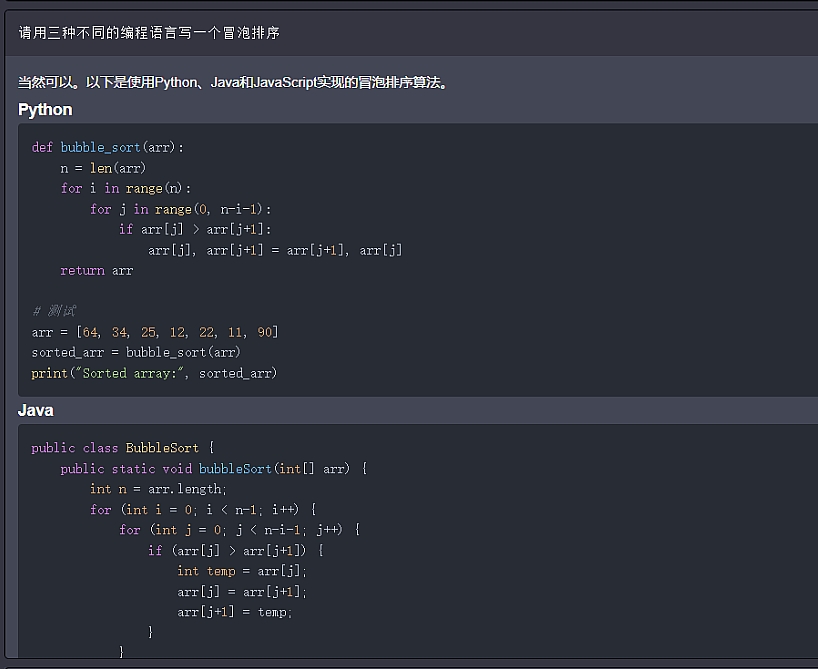 请用三种不同的编程语言写一个冒泡排序
当然可以。以下是使用Python、Java和JavaScript实现的冒泡排序算法。
Python
def bubble_sort(arr):
    n = len(arr)
    for i in range(n):
        for j in range(0, n-i-1):
            if arr[j] > arr[j+1]:
                arr[j], arr[j+1] = arr[j+1], arr[j]
    return arr
# 测试
arr = [64, 34, 25, 12, 22, 11, 90]
sorted_arr = bubble_sort(arr)
print("Sorted array:", sorted_arr)
Java
public class BubbleSort {
    public static void bubbleSort(int[] arr) {
        int n = arr.length;
        for (int i = 0; i < n-1; i++) {
            for (int j = 0; j < n-i-1; j++) {
                if (arr[j] > arr[j+1]) {
                    int temp = arr[j];
                    arr[j] = arr[j+1];
                    arr[j+1] = temp;
                }
            }